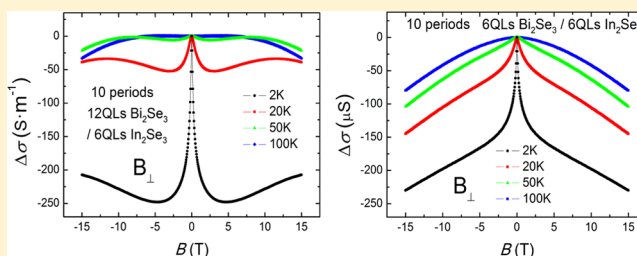 Δσ (S·m⁻¹)
0
-50
-100
-150
-200
-250
10 periods
12QLs Bi₂Se₃
/ 6QLs In₂Se₃
2K
20K
50K
100K
B⊥
-15 -10 -5 0 5 10 15
B (T)
10 periods 6QLs Bi₂Se₃ / 6QLs In₂Se
Δσ (μS)
0
-50
-100
-150
-200
-250
2K
20K
50K
100K
B⊥
-15 -10 -5 0 5 10 15
B (T)